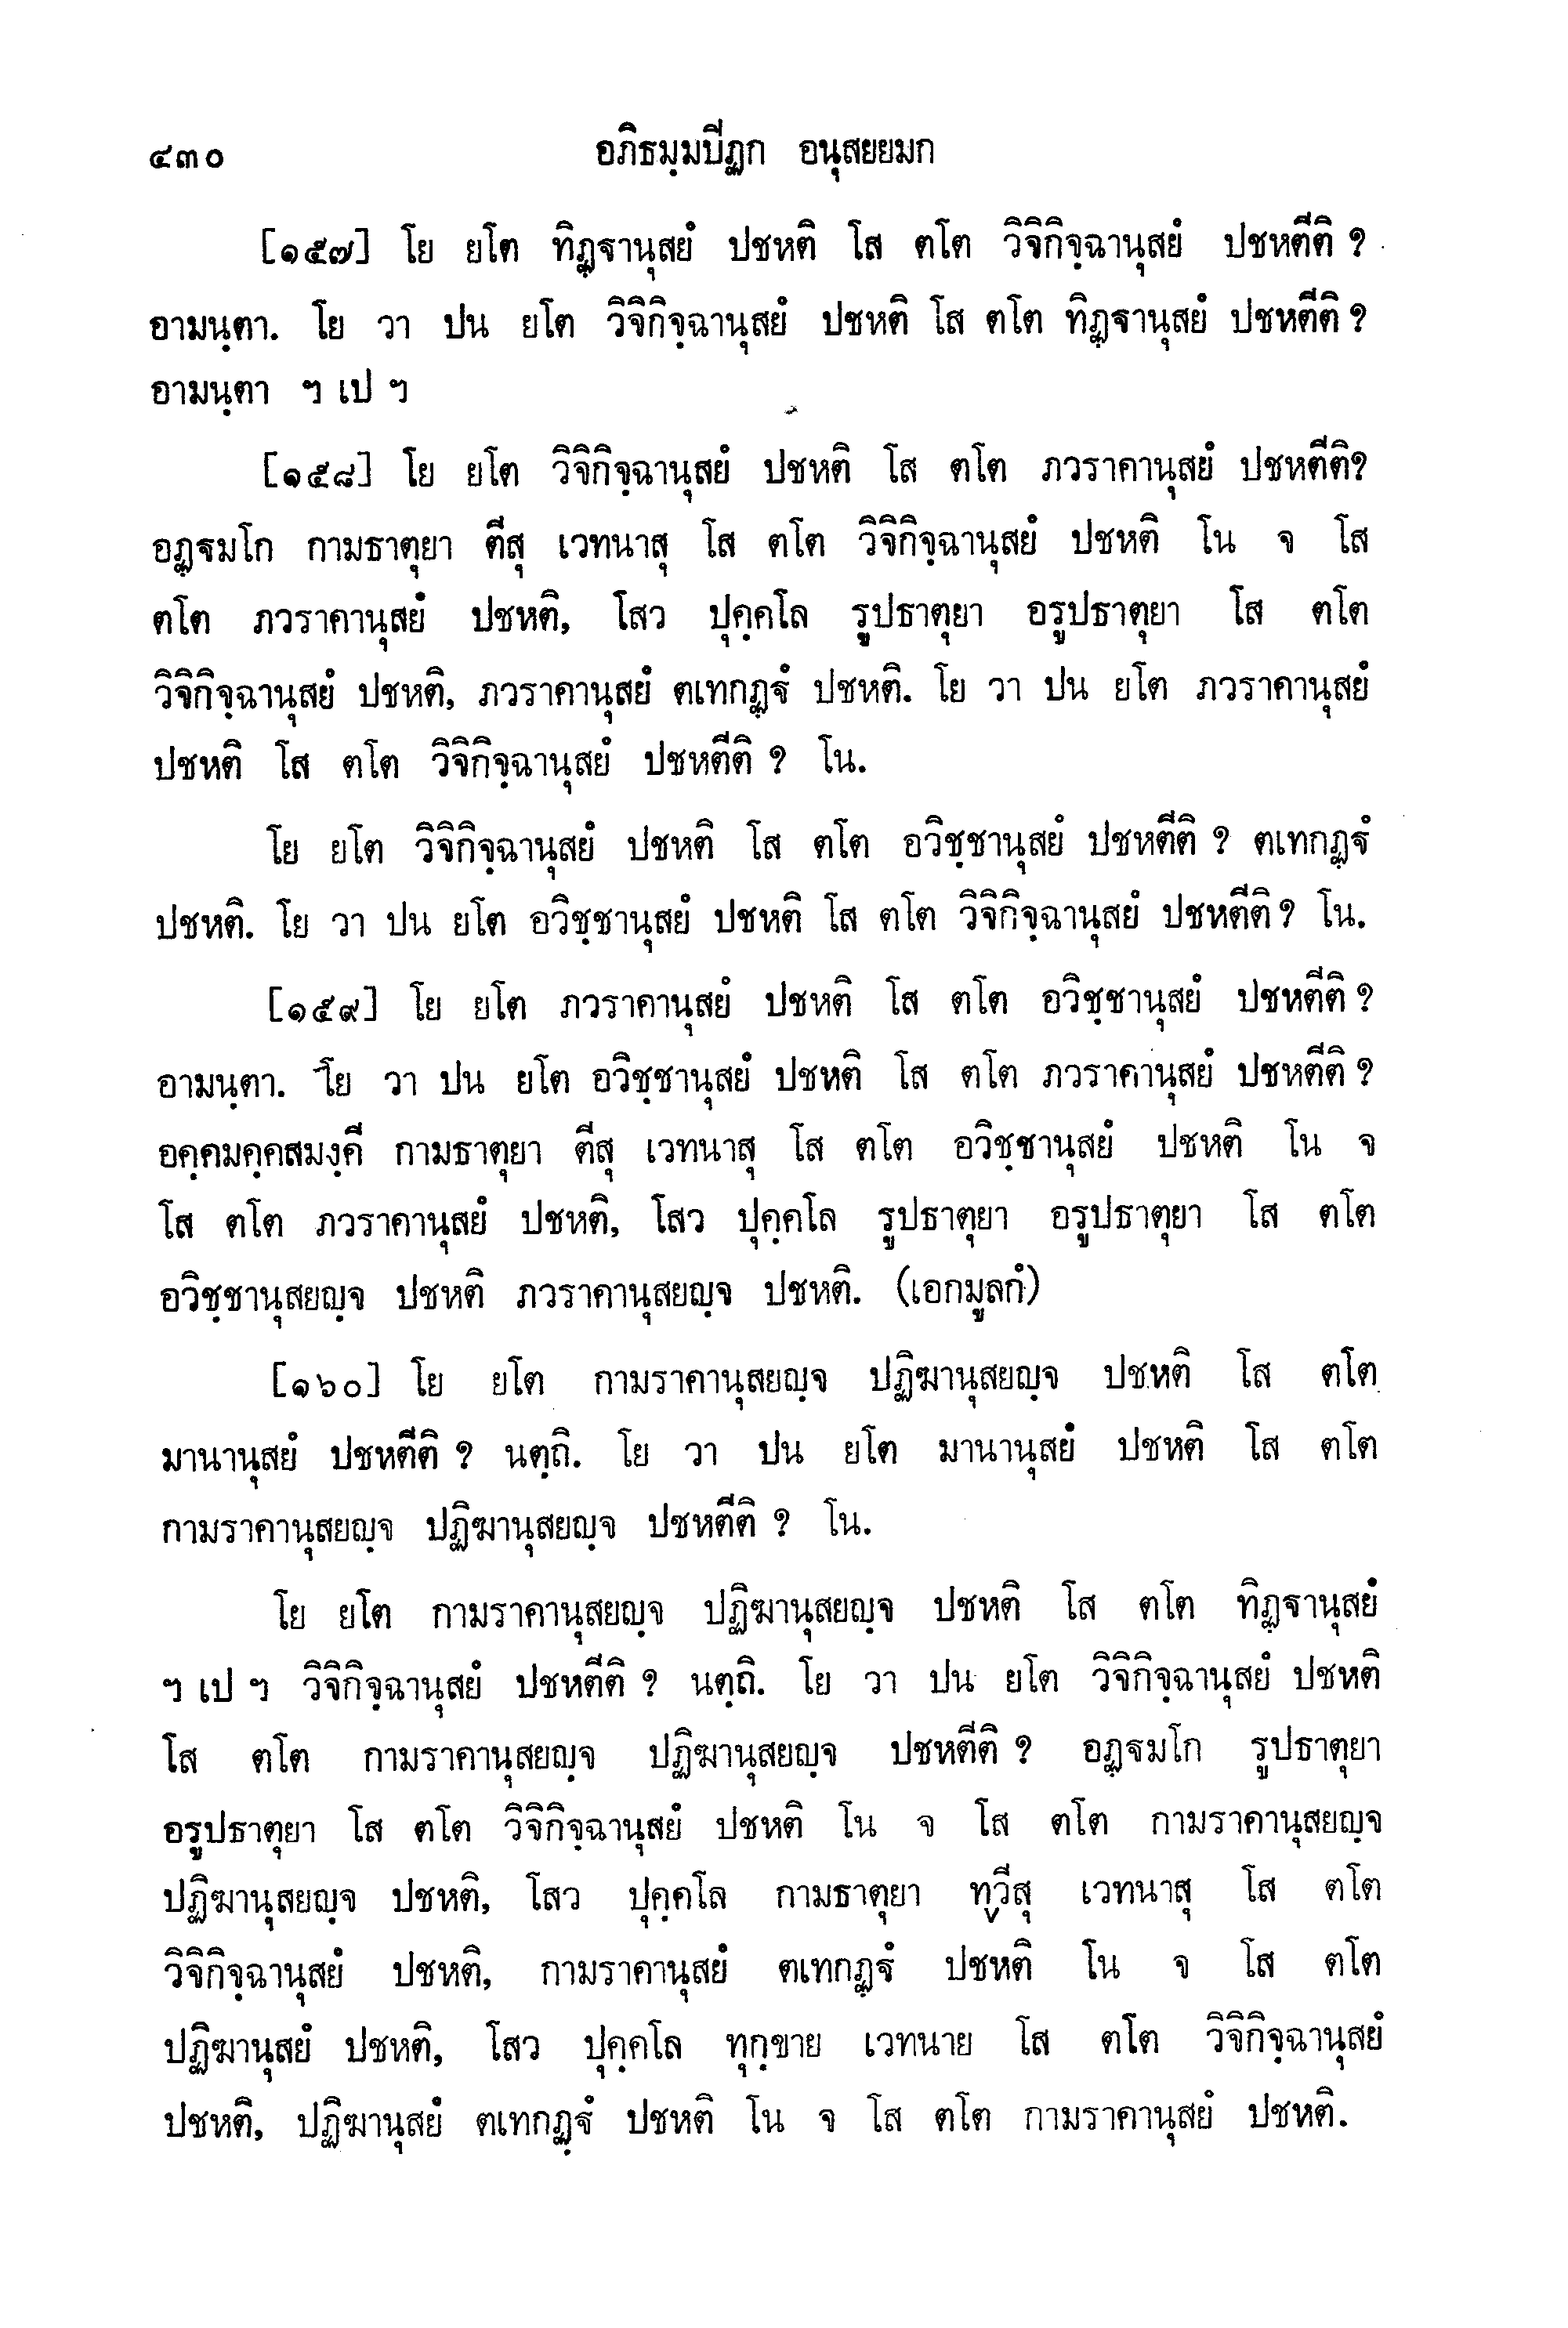 ๔๓๐ อภิธมฺมปีฏก อนุสยยมก
[๑๕๗] โย ยโต ทิฏฺฐานุสยํ ปชหติ โส ตโต วิจิกิจฺฉานุสยํ ปชหตีติ ?
อามนฺตา. โย วา ปน ยโต วิจิกิจฺฉานุสยํ ปชหติ โส ตโต ทิฏฺฐานุสยํ ปชหตีติ ?
อามนฺตา ฯ เป ฯ
[๑๕๘] โย ยโต วิจิกิจฺฉานุสยํ ปชหติ โส ตโต ภวราคานุสยํ ปชหตีติ?
อฏฺฐมโก กามธาตุยา ตีสุ เวทนาสุ โส ตโต วิจิกิจฺฉานุสยํ ปชหติ โน จ โส
ตโต ภวราคานุสยํ ปชหติ, โสว ปุคฺคโล รูปธาตุยา อรูปธาตุยา โส ตโต
วิจิกิจฺฉานุสยํ ปชหติ, ภวราคานุสยํ ตเทกฏฺฐํ ปชหติ. โย วา ปน ยโต ภวราคานุสยํ
ปชหติ โส ตโต วิจิกิจฺฉานุสยํ ปชหตีติ ? โน.
โย ยโต วิจิกิจฺฉานุสยํ ปชหติ โส ตโต อวิชฺชานุสยํ ปชหตีติ ? ตเทกฏฺฐํ
ปชหติ. โย วา ปน ยโต อวิชฺชานุสยํ ปชหติ โส ตโต วิจิกิจฺฉานุสยํ ปชหตีติ ? โน.
[๑๕๙] โย ยโต ภวราคานุสยํ ปชหติ โส ตโต อวิชฺชานุสยํ ปชหตีติ ?
อามนฺตา. โย วา ปน ยโต อวิชฺชานุสยํ ปชหติ โส ตโต ภวราคานุสยํ ปชหตีติ ?
อคฺคมคฺคสมงฺคี กามธาตุยา ตีสุ เวทนาสุ โส ตโต อวิชฺชานุสยํ ปชหติ โน จ
โส ตโต ภวราคานุสยํ ปชหติ, โสว ปุคฺคโล รูปธาตุยา อรูปธาตุยา โส ตโต
อวิชฺชานุสยญฺจ ปชหติ ภวราคานุสยญฺจ ปชหติ. (เอกมูลกํ)
[๑๖๐] โย ยโต กามราคานุสยญฺจ ปฏิฆานุสยญฺจ ปชหติ โส ตโต
มานานุสยํ ปชหตีติ ? นตฺถิ. โย วา ปน ยโต มานานุสยํ ปชหติ โส ตโต
กามราคานุสยญฺจ ปฏิฆานุสยญฺจ ปชหตีติ ? โน.
โย ยโต กามราคานุสยญฺจ ปฏิฆานุสยญฺจ ปชหติ โส ตโต ทิฏฺฐานุสยํ
ฯ เป ฯ วิจิกิจฺฉานุสยํ ปชหตีติ ? นตฺถิ. โย วา ปน ยโต วิจิกิจฺฉานุสยํ ปชหติ
โส ตโต กามราคานุสยญฺจ ปฏิฆานุสยญฺจ ปชหตีติ ? อฏฺฐมโก รูปธาตุยา
อรูปธาตุยา โส ตโต วิจิกิจฺฉานุสยํ ปชหติ โน จ โส ตโต กามราคานุสยญฺจ
ปฏิฆานุสยญฺจ ปชหติ, โสว ปุคฺคโล กามธาตุยา ทฺวีสุ เวทนาสุ โส ตโต
วิจิกิจฺฉานุสยํ ปชหติ, กามราคานุสยํ ตเทกฏฺฐํ ปชหติ โน จ โส ตโต
ปฏิฆานุสยํ ปชหติ, โสว ปุคฺคโล ทุกฺขาย เวทนาย โส ตโต วิจิกิจฺฉานุสยํ
ปชหติ, ปฏิฆานุสยํ ตเทกฏฺฐํ ปชหติ โน จ โส ตโต กามราคานุสยํ ปชหติ.